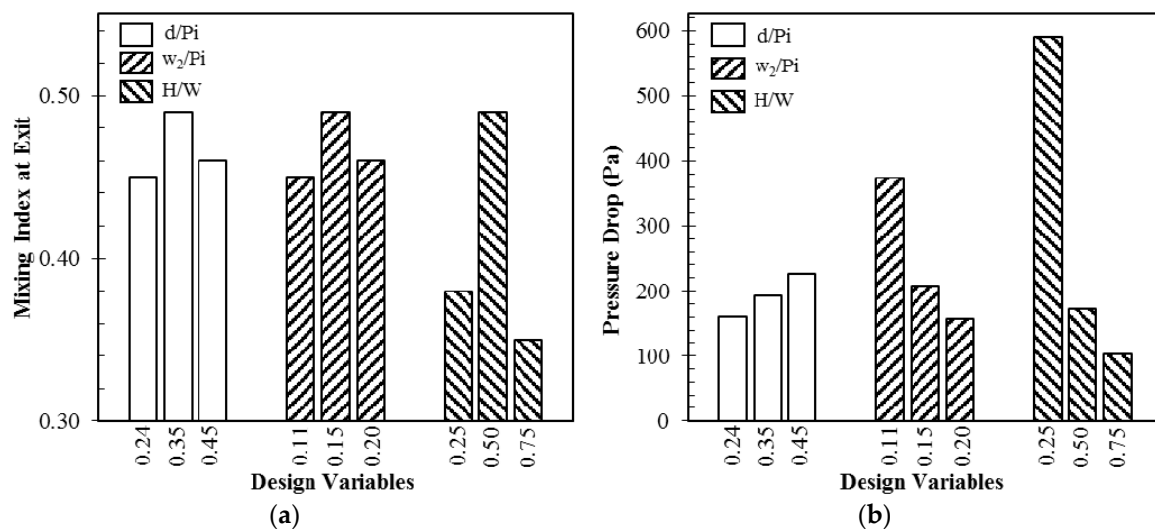 d/Pi
w₂/Pi
H/W
0.50
0.40
0.30
Mixing Index at Exit
0.24
0.35
0.45
0.11
0.15
0.20
0.25
0.50
0.75
Design Variables
(a)
d/Pi
w₂/Pi
H/W
600
500
400
300
200
100
0
Pressure Drop (Pa)
0.24
0.35
0.45
0.11
0.15
0.20
0.25
0.50
0.75
Design Variables
(b)